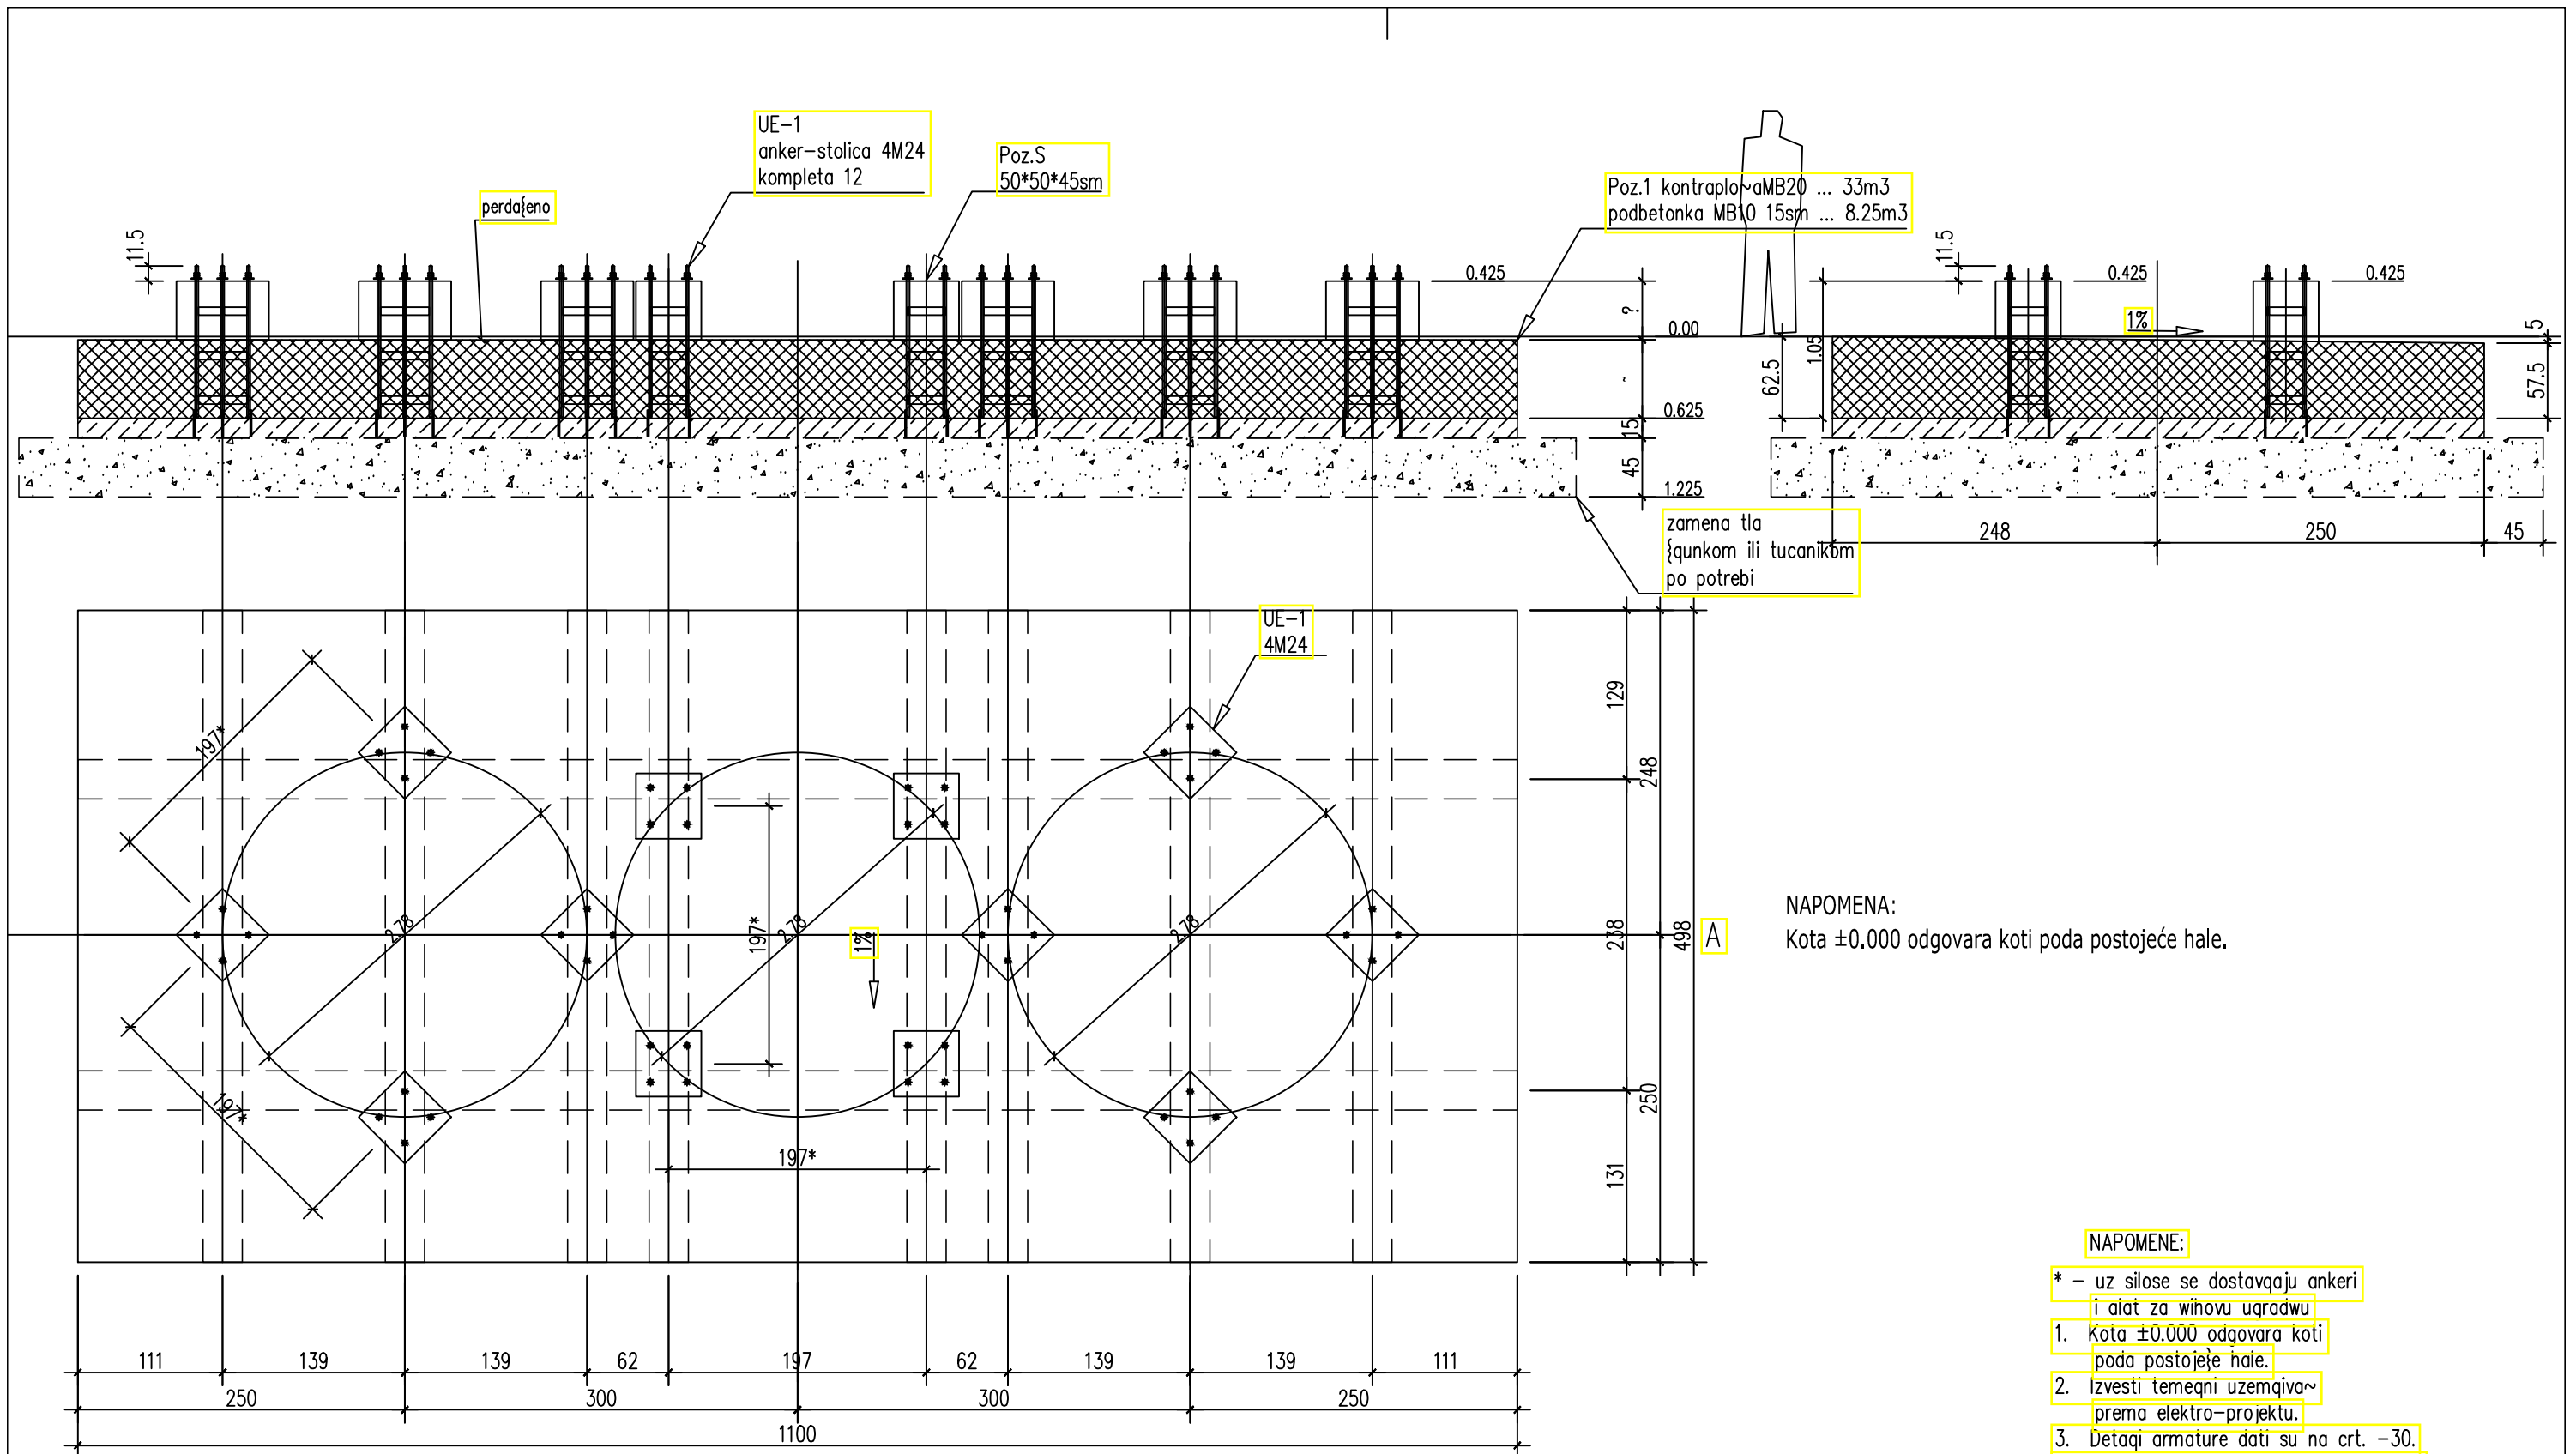 UE-1
anker-stolica 4M24
kompleta 12
Poz.S
50*50*45sm
perda{eno
Poz.1 kontraplo~aMB20 ... 33m3
podbetonka MB10 15sm ... 8.25m3
11.5
11.5
0.425
0.425
0.425
?
0.00
1%
5
1.05
62.5
~
57.5
0.625
15
45
1.225
248
250
45
zamena tla
{qunkom ili tucanikom
po potrebi
UE-1
4M24
129
197*
248
2.78
197*
2.78
1%
2.78
238
498
A
NAPOMENA:
Kota ±0.000 odgovara koti poda postojeće hale.
197*
250
197*
131
NAPOMENE:
* - uz silose se dostavqaju ankeri
i alat za wihovu ugradwu
1. Kota ±0.000 odgovara koti
poda postoje}e hale.
2. Izvesti temeqni uzemqiva~
prema elektro-projektu.
3. Detaqi armature dati su na crt. -30.
111
139
139
62
197
62
139
139
111
250
300
300
250
1100